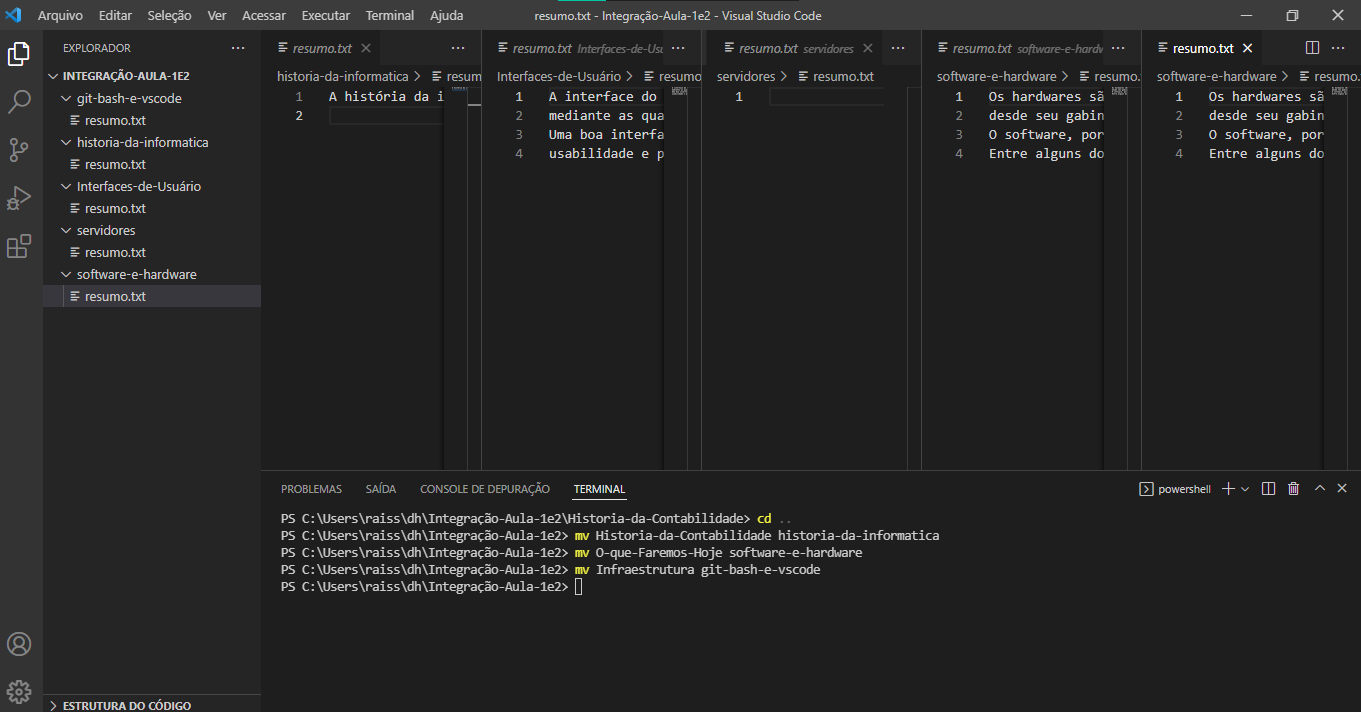 Arquivo Editar Seleção Ver Acessar Executar Terminal Ajuda resumo.txt - Integração-Aula-1e2 - Visual Studio Code
EXPLORADOR
INTEGRAÇÃO-AULA-1E2
git-bash-e-vscode
resumo.txt
historia-da-informatica
resumo.txt
Interfaces-de-Usuário
resumo.txt
servidores
resumo.txt
software-e-hardware
resumo.txt
ESTRUTURA DO CÓDIGO
resumo.txt
historia-da-informatica > resum
1 A história da i
2
resumo.txt Interfaces-de-Usu
Interfaces-de-Usuário > resumo
1 A interface do
2 mediante as qua
3 Uma boa interfa
4 usabilidade e p
resumo.txt servidores
servidores > resumo.txt
1
resumo.txt software-e-hardw
software-e-hardware > resumo.
1 Os hardwares sã
2 desde seu gabin
3 O software, por
4 Entre alguns do
resumo.txt
software-e-hardware > resumo.
1 Os hardwares sã
2 desde seu gabin
3 O software, por
4 Entre alguns do
PROBLEMAS SAÍDA CONSOLE DE DEPURAÇÃO TERMINAL powershell
PS C:\Users\raiss\dh\Integração-Aula-1e2\Historia-da-Contabilidade> cd ..
PS C:\Users\raiss\dh\Integração-Aula-1e2> mv Historia-da-Contabilidade historia-da-informatica
PS C:\Users\raiss\dh\Integração-Aula-1e2> mv O-que-Faremos-Hoje software-e-hardware
PS C:\Users\raiss\dh\Integração-Aula-1e2> mv Infraestrutura git-bash-e-vscode
PS C:\Users\raiss\dh\Integração-Aula-1e2>